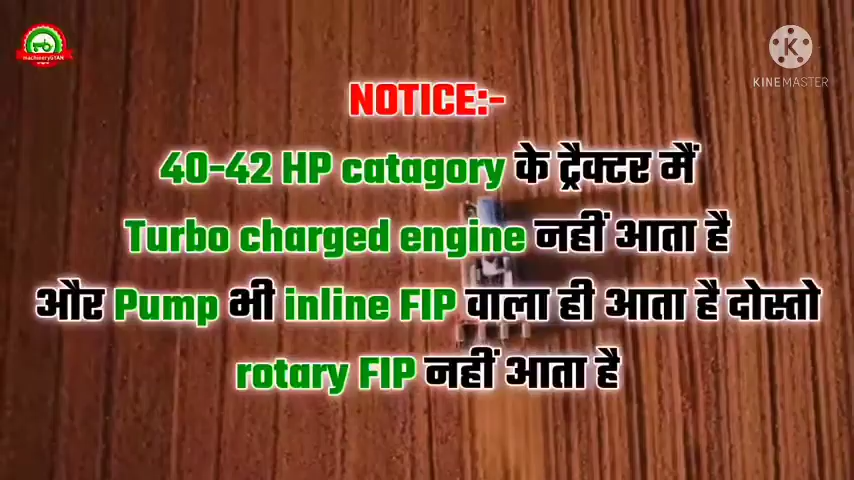 machineryGYAN
KINEMASTER
NOTICE:-
40-42 HP catagory के ट्रैक्टर मैं
Turbo charged engine नहीं आता है
और Pump भी inline FIP वाला ही आता है दोस्तो
rotary FIP नहीं आता है